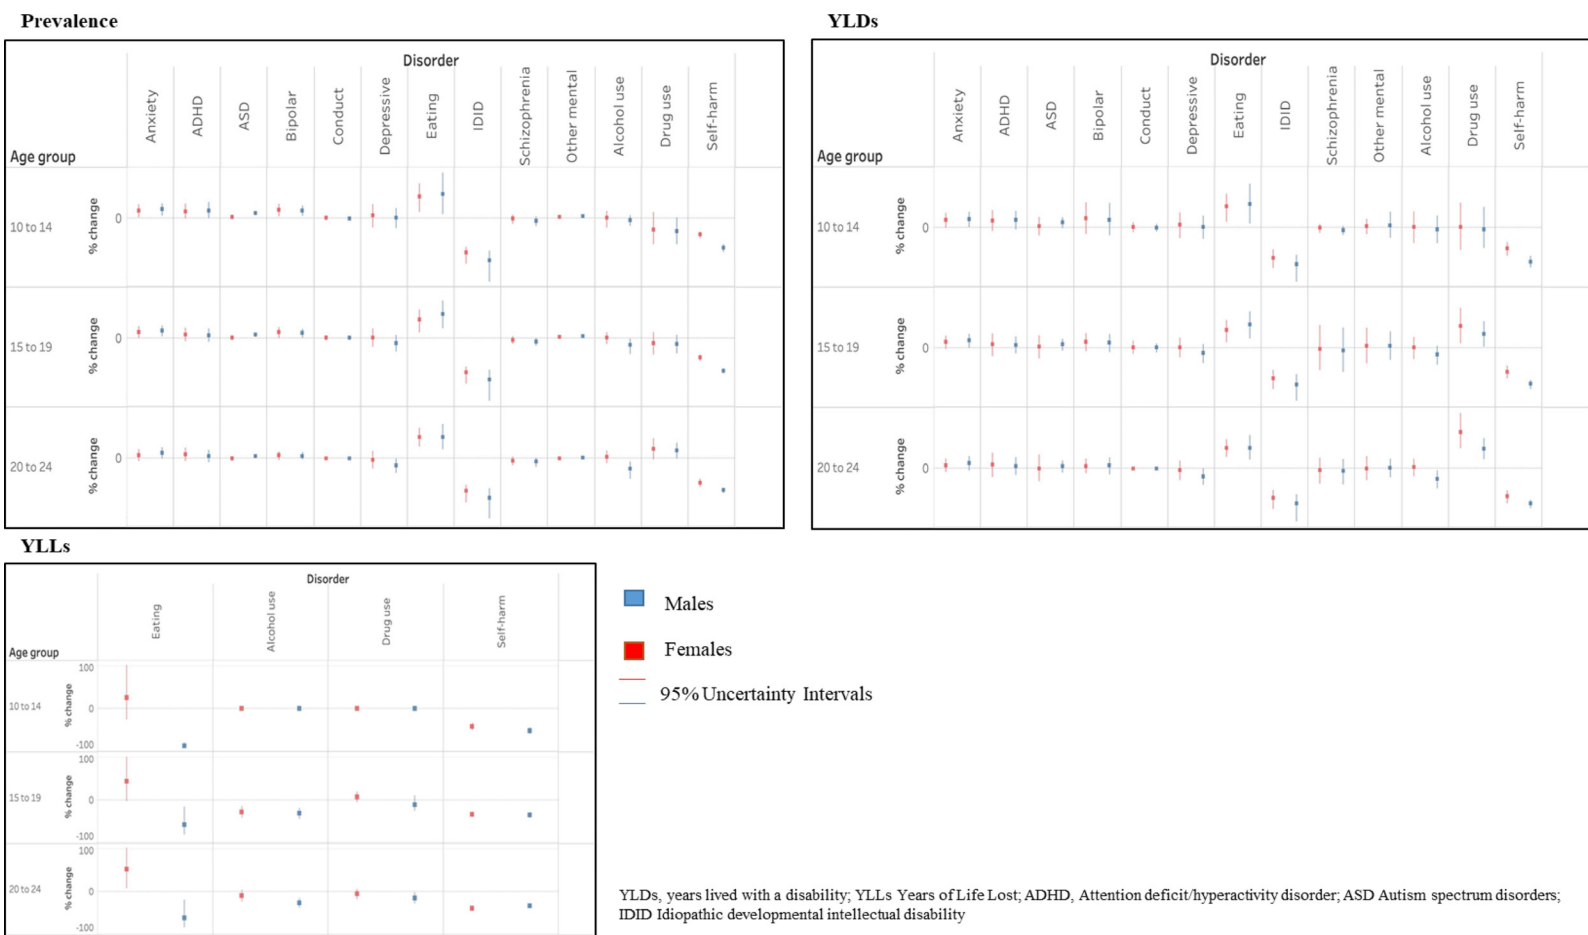 Prevalence
Disorder
Anxiety ADHD ASD Bipolar Conduct Depressive Eating IDID Schizophrenia Other mental Alcohol use Drug use Self-harm
Age group
10 to 14 % change 0
15 to 19 % change 0
20 to 24 % change 0
YLDs
Disorder
Anxiety ADHD ASD Bipolar Conduct Depressive Eating IDID Schizophrenia Other mental Alcohol use Drug use Self-harm
Age group
10 to 14 % change 0
15 to 19 % change 0
20 to 24 % change 0
YLLs
Disorder
Eating Alcohol use Drug use Self-harm
Age group
100
10 to 14 % change 0
-100
100
15 to 19 % change 0
-100
100
20 to 24 % change 0
-100
Males
Females
95% Uncertainty Intervals
YLDs, years lived with a disability; YLLs Years of Life Lost; ADHD, Attention deficit/hyperactivity disorder; ASD Autism spectrum disorders;
IDID Idiopathic developmental intellectual disability